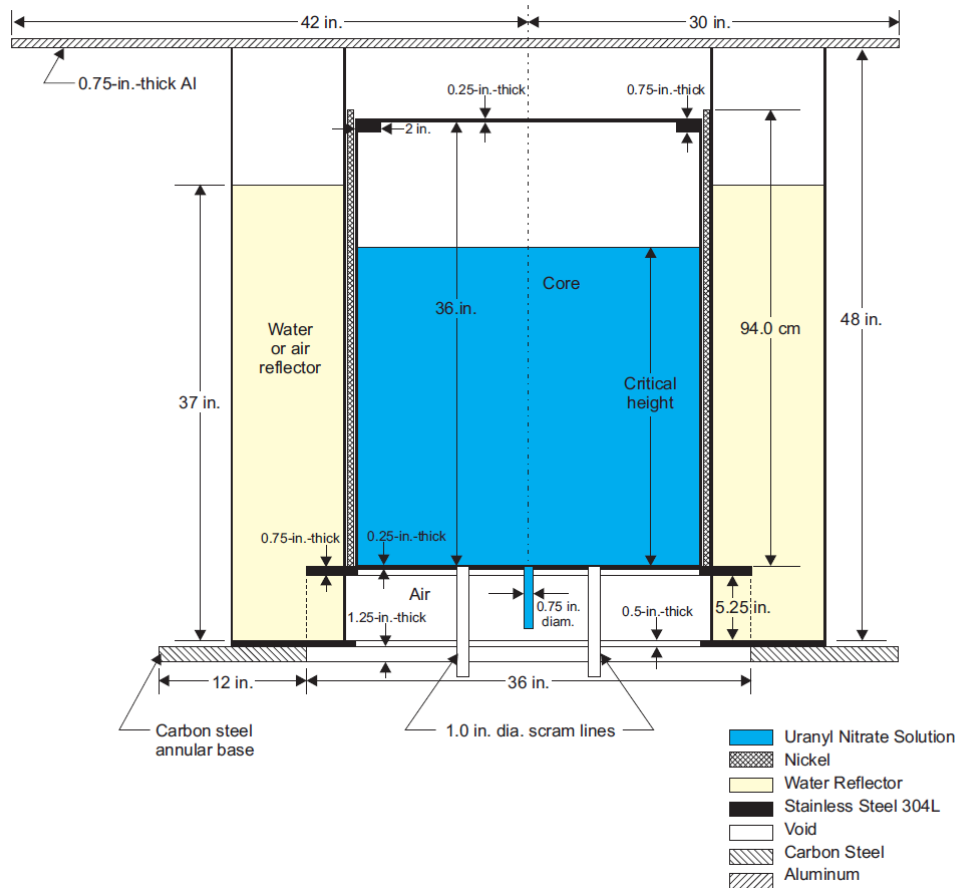 42 in.
30 in.
0.75-in.-thick Al
0.25-in.-thick
0.75-in.-thick
2 in.
Core
36.in.
Water
or air
reflector
94.0 cm
48 in.
37 in.
Critical
height
0.75-in.-thick
0.25-in.-thick
Air
1.25-in.-thick
0.75 in.
diam.
0.5-in.-thick
5.25 in.
12 in.
36 in.
Carbon steel
annular base
1.0 in. dia. scram lines
Uranyl Nitrate Solution
Nickel
Water Reflector
Stainless Steel 304L
Void
Carbon Steel
Aluminum